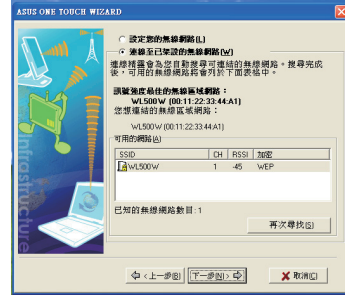 ASUS ONE TOUCH WIZARD
設定您的無線網路(L)
連線至已架設的無線網路(W)
連線精靈會為您自動搜尋可連結的無線網路。搜尋完成
後，可用的無線網路將會列於下面表格中。
訊號強度最佳的無線區域網路：
WL500W (00:11:22:33:44:A1)
您想連結的無線區域網路：
WL500W (00:11:22:33:44:A1)
可用的網路(A)
SSID CH RSSI 加密
WL500W 1 -45 WEP
已知的無線網路數目：1
再次尋找(S)
infrastructure
<上一步(B) 下一步(N)> 取消(C)